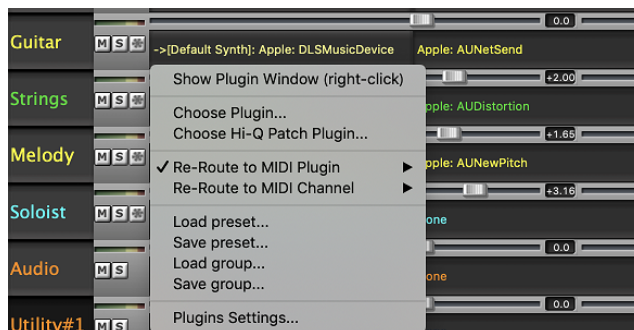 0.0
Guitar M S ->[Default Synth]: Apple: DLSMusicDevice Apple: AUNetSend
Show Plugin Window (right-click) +2.00
Strings M S Choose Plugin... pple: AUDistortion
Choose Hi-Q Patch Plugin... +1.65
Melody M S ✓ Re-Route to MIDI Plugin pple: AUNewPitch
Re-Route to MIDI Channel +3.16
Soloist M S Load preset... one
Save preset... 0.0
Audio M S Load group... one
Save group... 0.0
Utility#1 M S Plugins Settings...